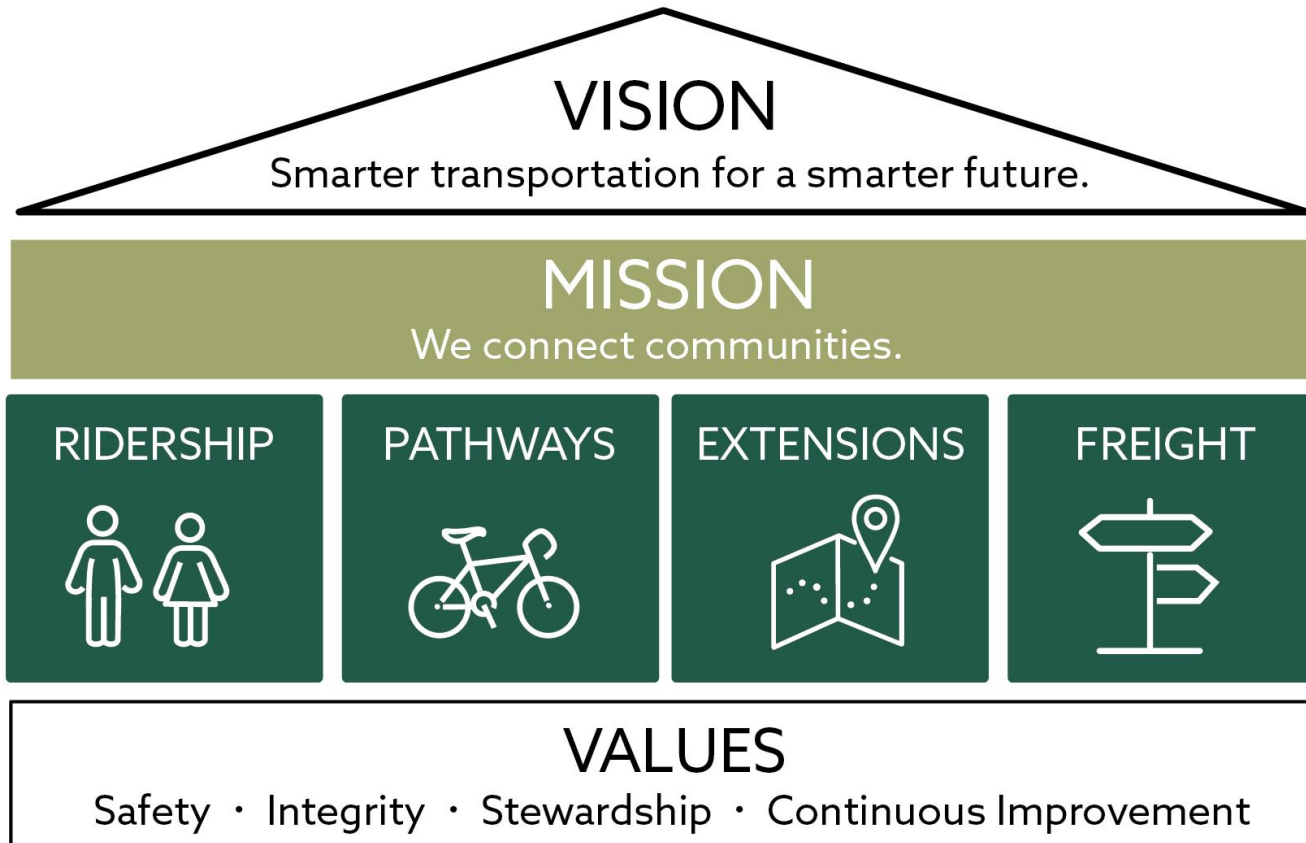 VISION
Smarter transportation for a smarter future.
MISSION
We connect communities.
RIDERSHIP
PATHWAYS
EXTENSIONS
FREIGHT
VALUES
Safety · Integrity · Stewardship · Continuous Improvement